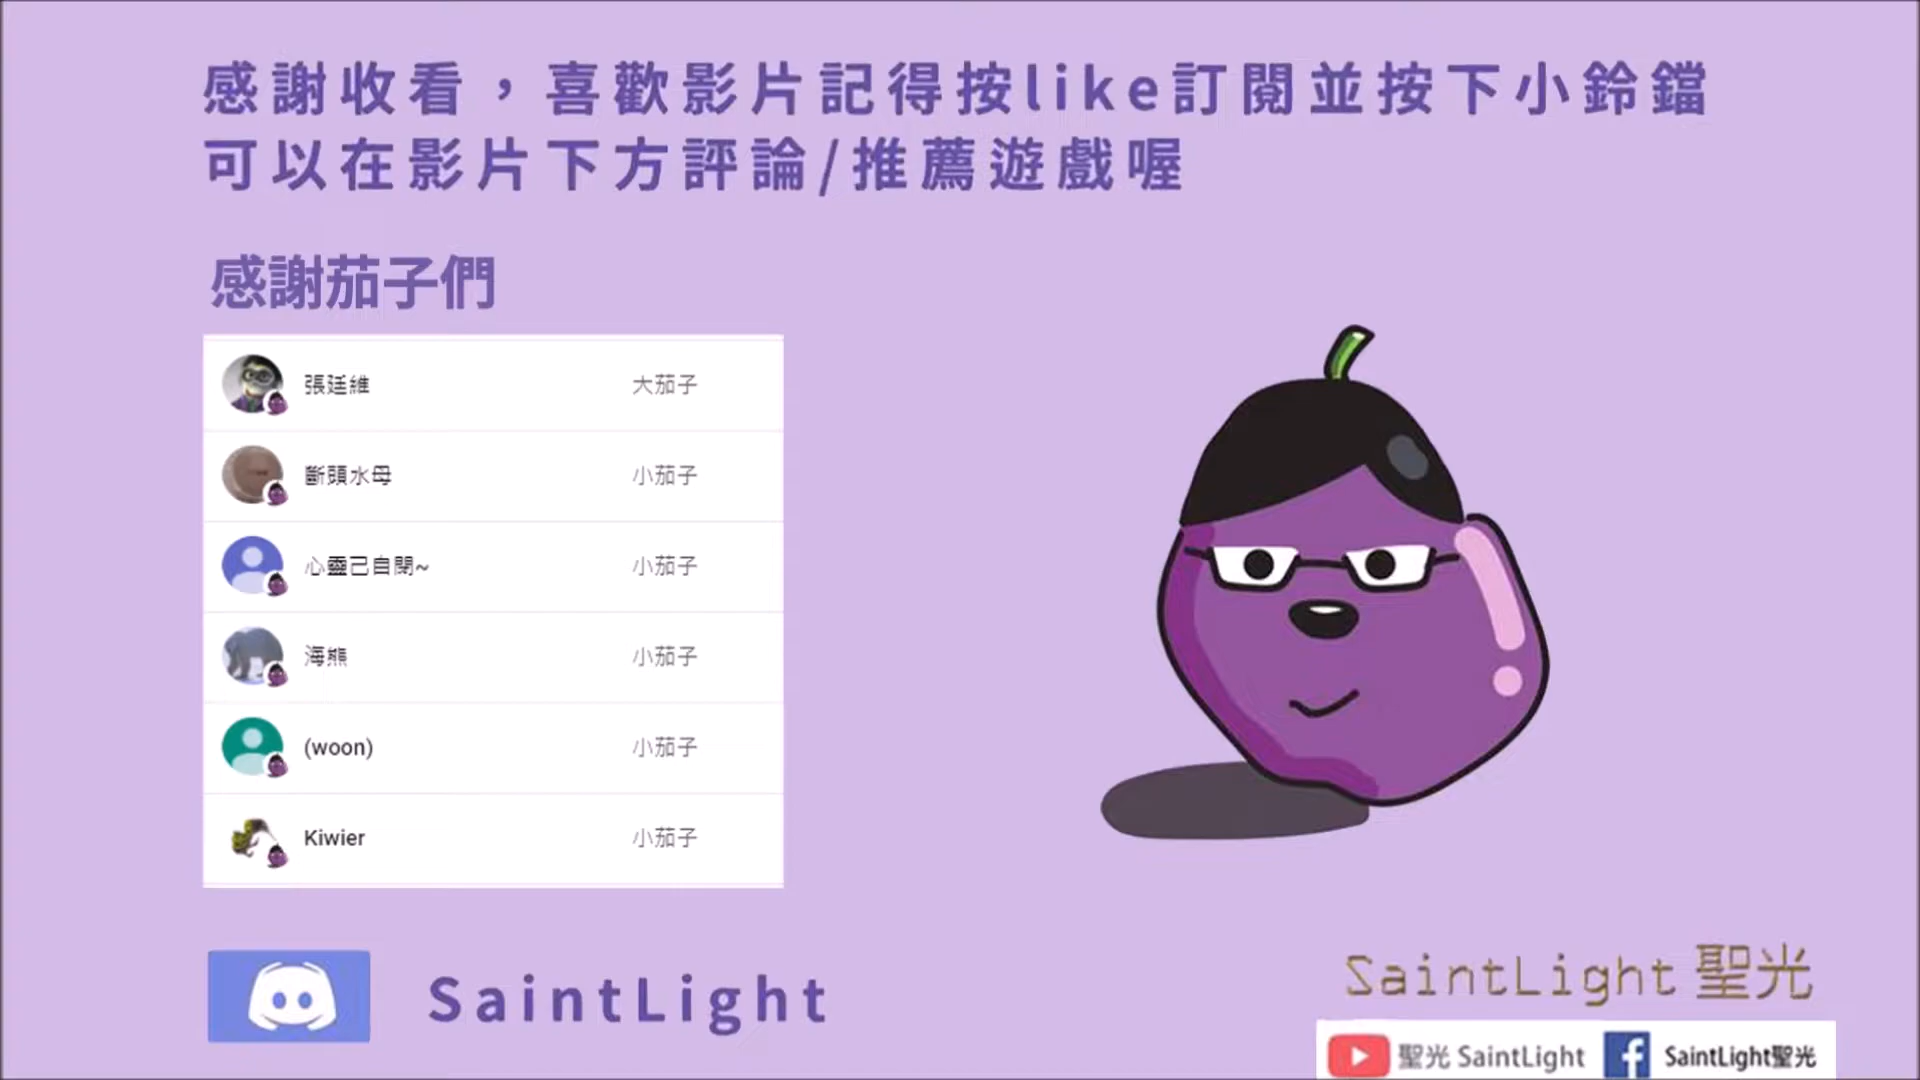 感謝收看，喜歡影片記得按like訂閱並按下小鈴鐺
可以在影片下方評論/推薦遊戲喔
感謝茄子們
張廷維 大茄子
斷頭水母 小茄子
心靈己自閉~ 小茄子
海熊 小茄子
(woon) 小茄子
Kiwier 小茄子
SaintLight
SaintLight 聖光
聖光 SaintLight SaintLight聖光